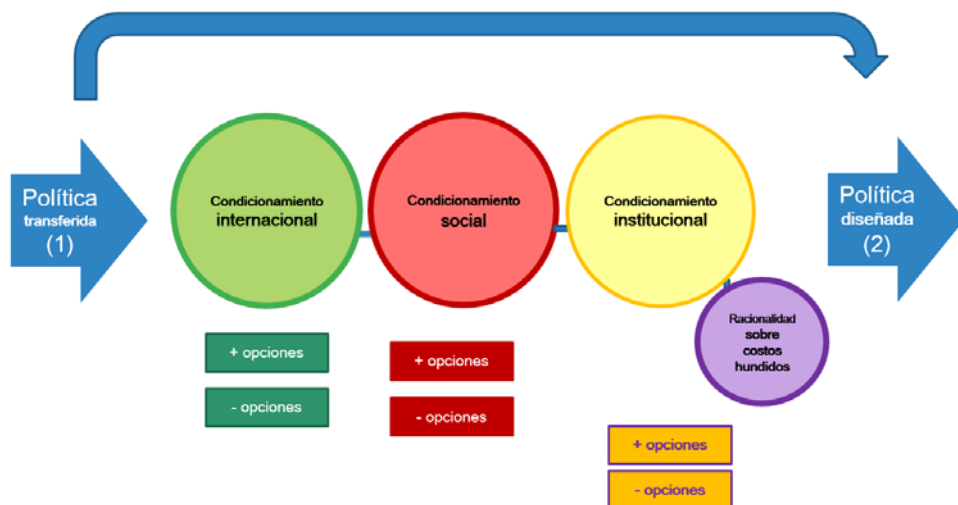 Política
transferida
(1)
Condicionamiento
internacional
Condicionamiento
social
Condicionamiento
institucional
Política
diseñada
(2)
Racionalidad
sobre
costos
hundidos
+ opciones
- opciones
+ opciones
- opciones
+ opciones
- opciones